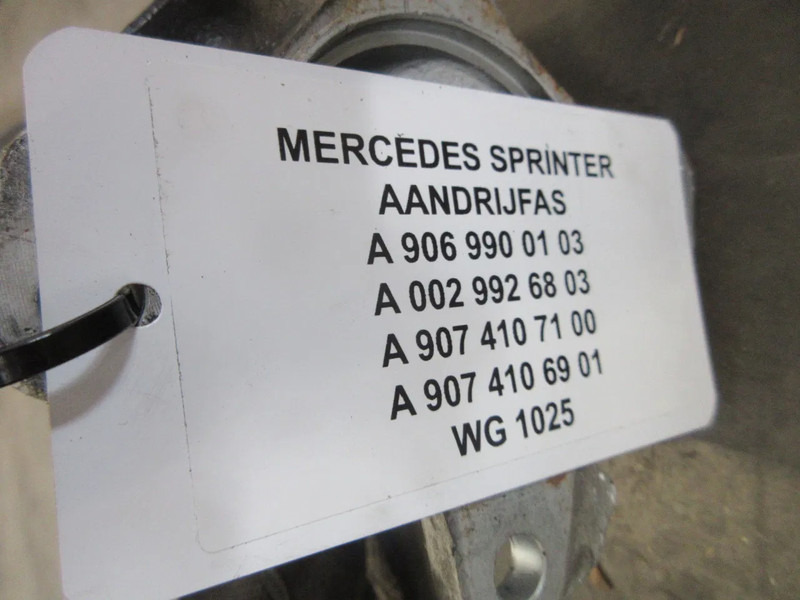 MERCEDES SPRINTER
AANDRIJFAS
A 906 990 01 03
A 002 992 68 03
A 907 410 71 00
A 907 410 69 01
WG 1025